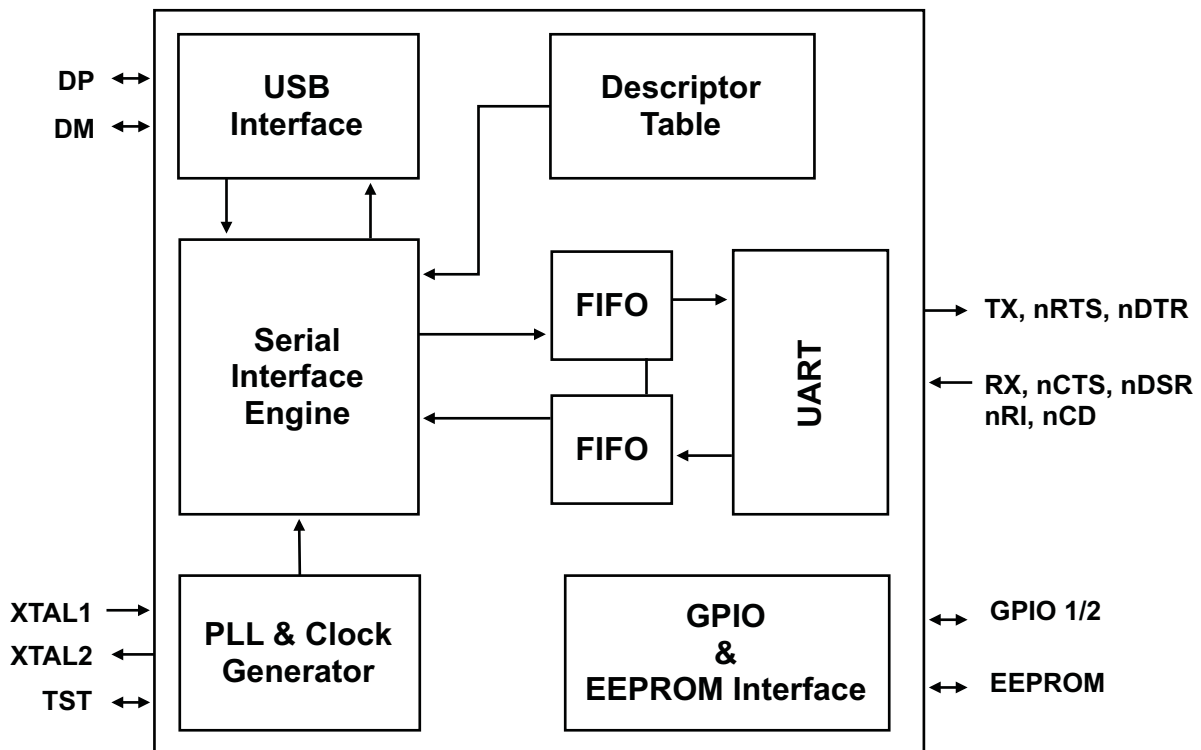 USB
Interface
Descriptor
Table
DP
DM
Serial
Interface
Engine
FIFO
FIFO
UART
TX, nRTS, nDTR
RX, nCTS, nDSR
nRI, nCD
PLL & Clock
Generator
GPIO
&
EEPROM Interface
XTAL1
XTAL2
TST
GPIO 1/2
EEPROM